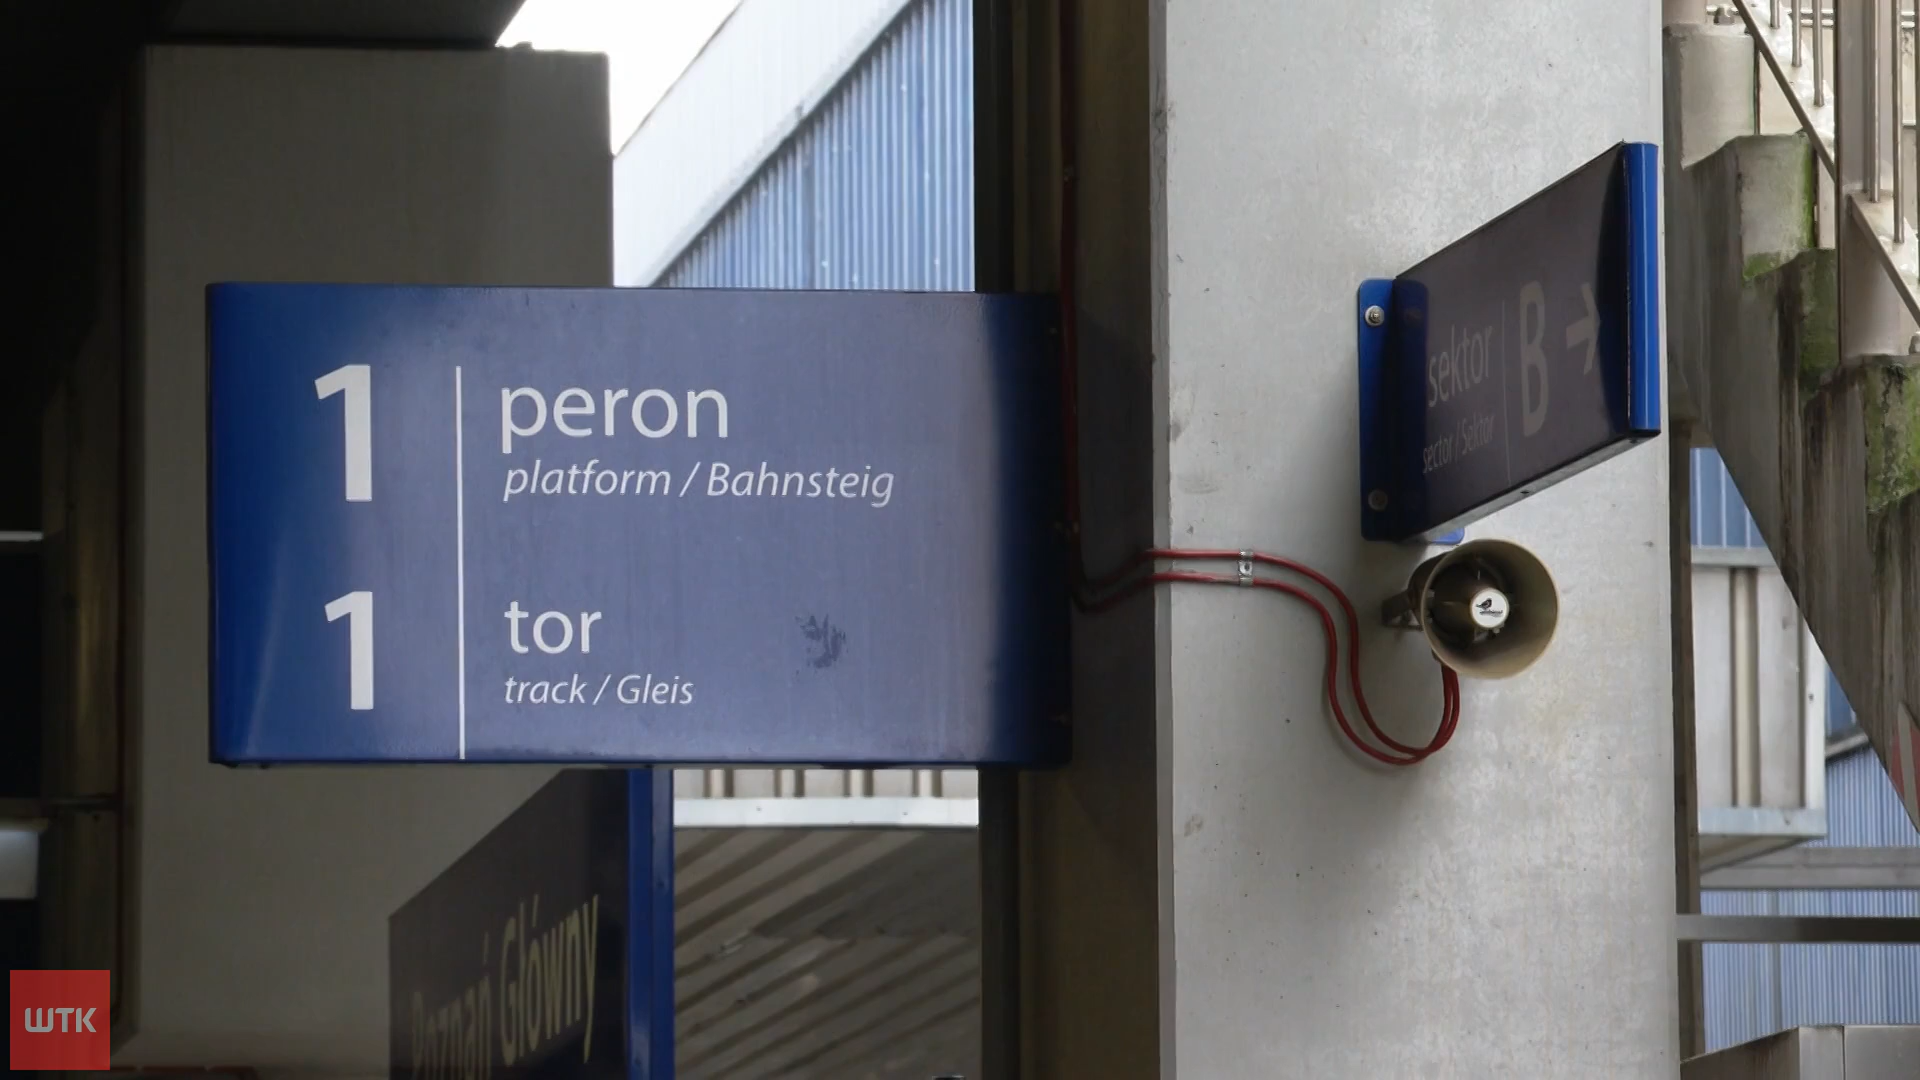 1 peron
platform / Bahnsteig
1 tor
track / Gleis
sektor B →
sector / Sektor
Poznań Główny
WTK